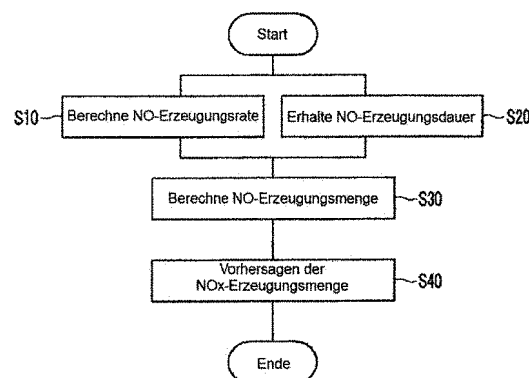 Start
S10
Berechne NO-Erzeugungsrate
Erhalte NO-Erzeugungsdauer
S20
Berechne NO-Erzeugungsmenge
S30
Vorhersagen der
NOx-Erzeugungsmenge
S40
Ende